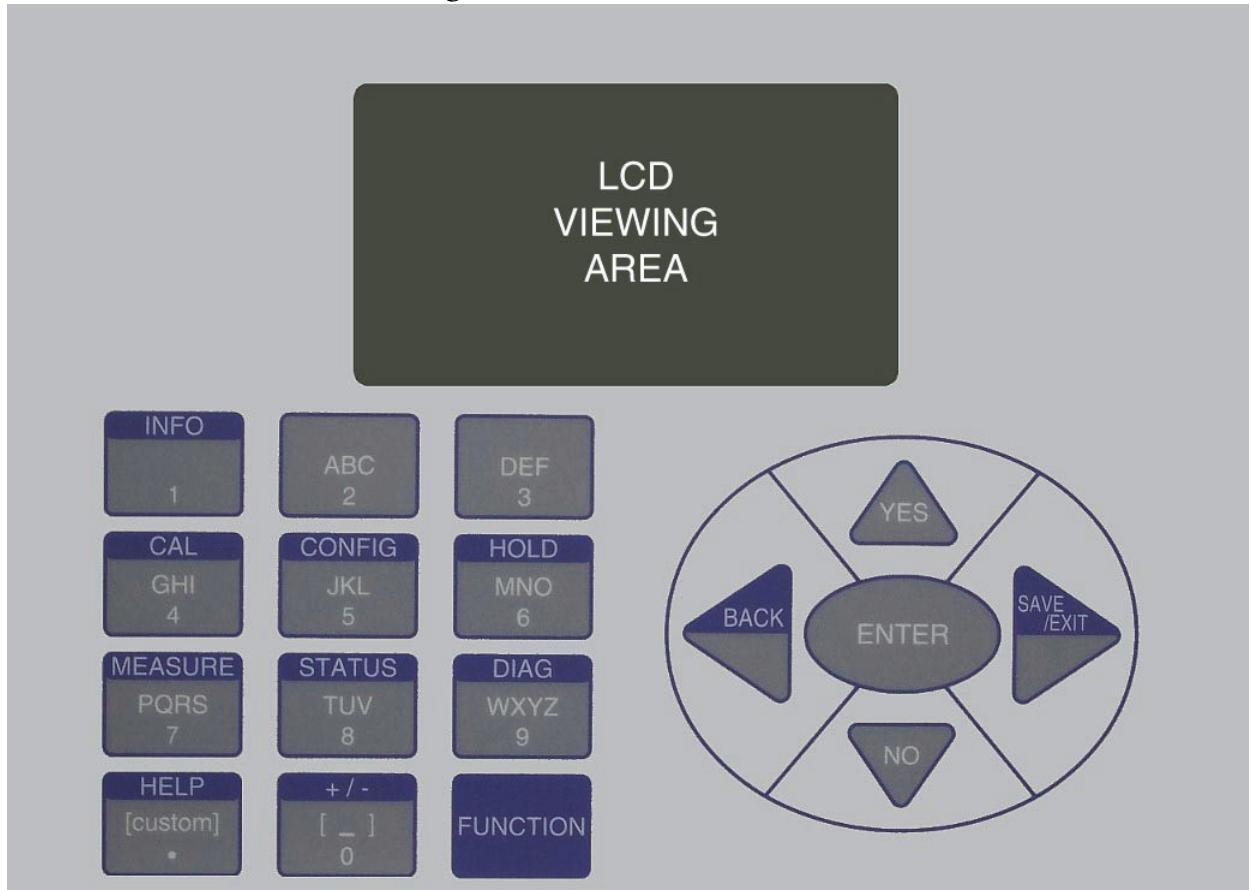 LCD
VIEWING
AREA
INFO
1
ABC
2
DEF
3
CAL
GHI
4
CONFIG
JKL
5
HOLD
MNO
6
MEASURE
PQRS
7
STATUS
TUV
8
DIAG
WXYZ
9
HELP
[custom]
•
+ / -
[ _ ]
0
FUNCTION
YES
BACK
ENTER
SAVE
/EXIT
NO